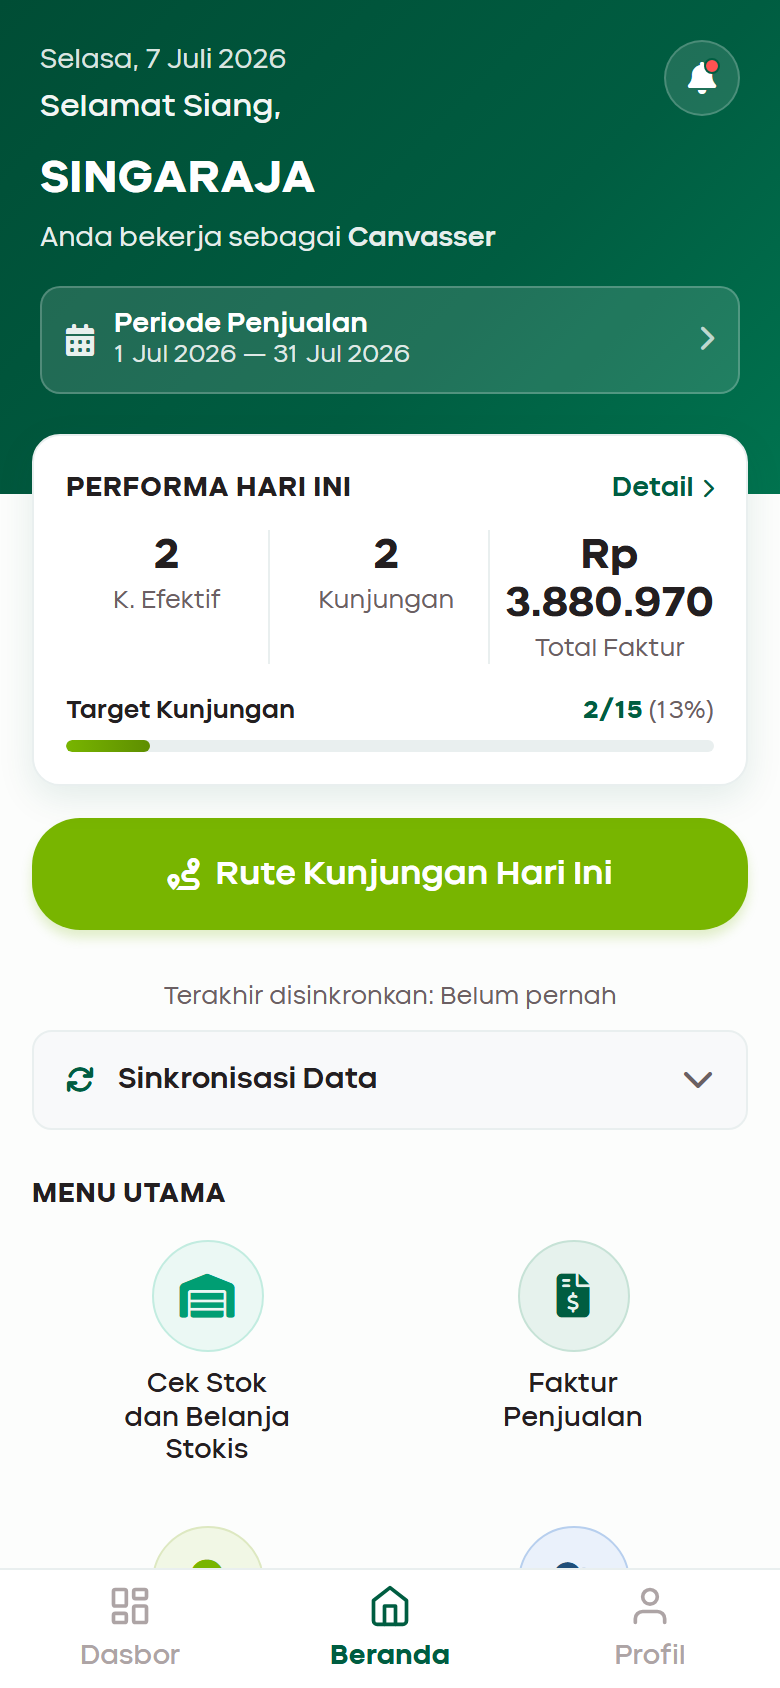 Selasa, 7 Juli 2026
Selamat Siang,
SINGARAJA
Anda bekerja sebagai Canvasser
Periode Penjualan
1 Jul 2026 — 31 Jul 2026
PERFORMA HARI INI
Detail
2
K. Efektif
2
Kunjungan
Rp
3.880.970
Total Faktur
Target Kunjungan
2/15 (13%)
Rute Kunjungan Hari Ini
Terakhir disinkronkan: Belum pernah
Sinkronisasi Data
MENU UTAMA
Cek Stok
dan Belanja
Stokis
$
Faktur
Penjualan
Dasbor
Beranda
Profil